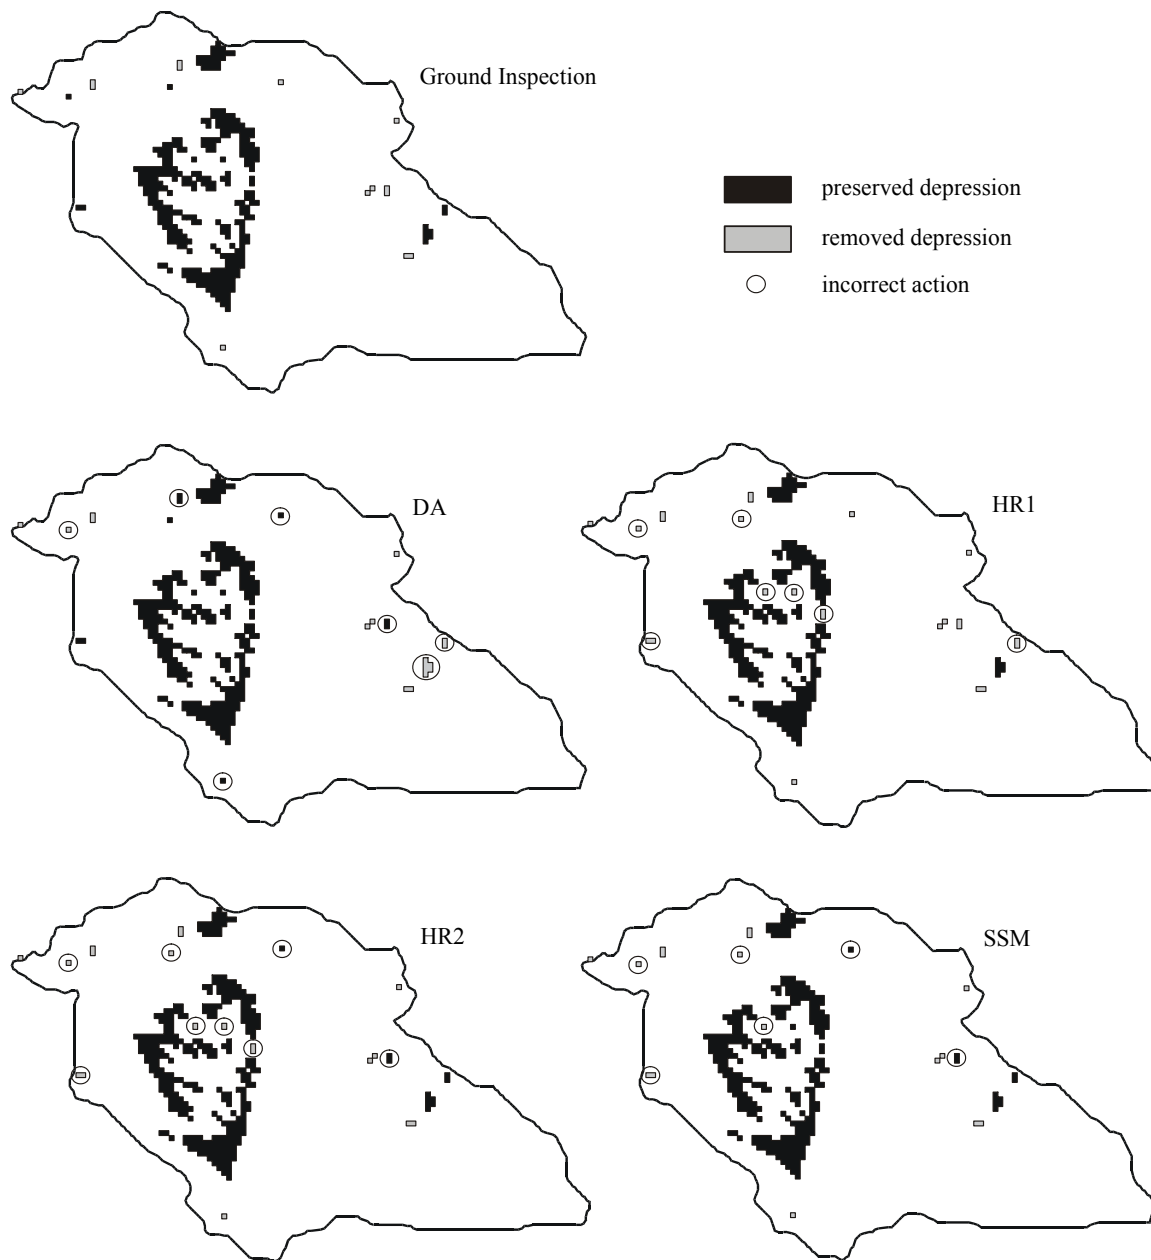 Ground Inspection
preserved depression
removed depression
incorrect action
DA
HR1
HR2
SSM